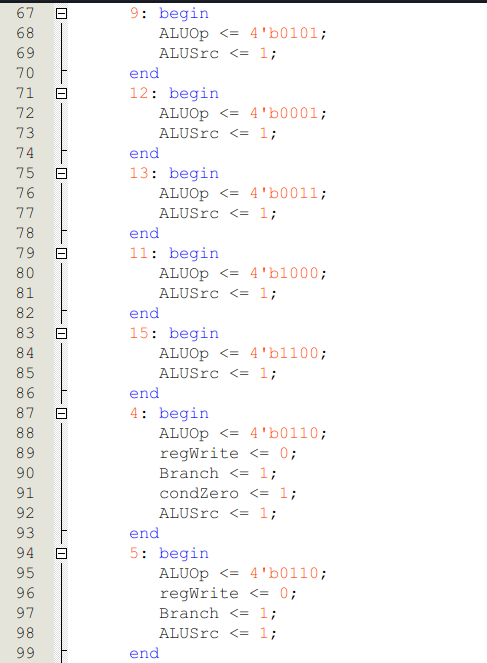 67 9: begin
68 ALUOp <= 4'b0101;
69 ALUSrc <= 1;
70 end
71 12: begin
72 ALUOp <= 4'b0001;
73 ALUSrc <= 1;
74 end
75 13: begin
76 ALUOp <= 4'b0011;
77 ALUSrc <= 1;
78 end
79 11: begin
80 ALUOp <= 4'b1000;
81 ALUSrc <= 1;
82 end
83 15: begin
84 ALUOp <= 4'b1100;
85 ALUSrc <= 1;
86 end
87 4: begin
88 ALUOp <= 4'b0110;
89 regWrite <= 0;
90 Branch <= 1;
91 condZero <= 1;
92 ALUSrc <= 1;
93 end
94 5: begin
95 ALUOp <= 4'b0110;
96 regWrite <= 0;
97 Branch <= 1;
98 ALUSrc <= 1;
99 end